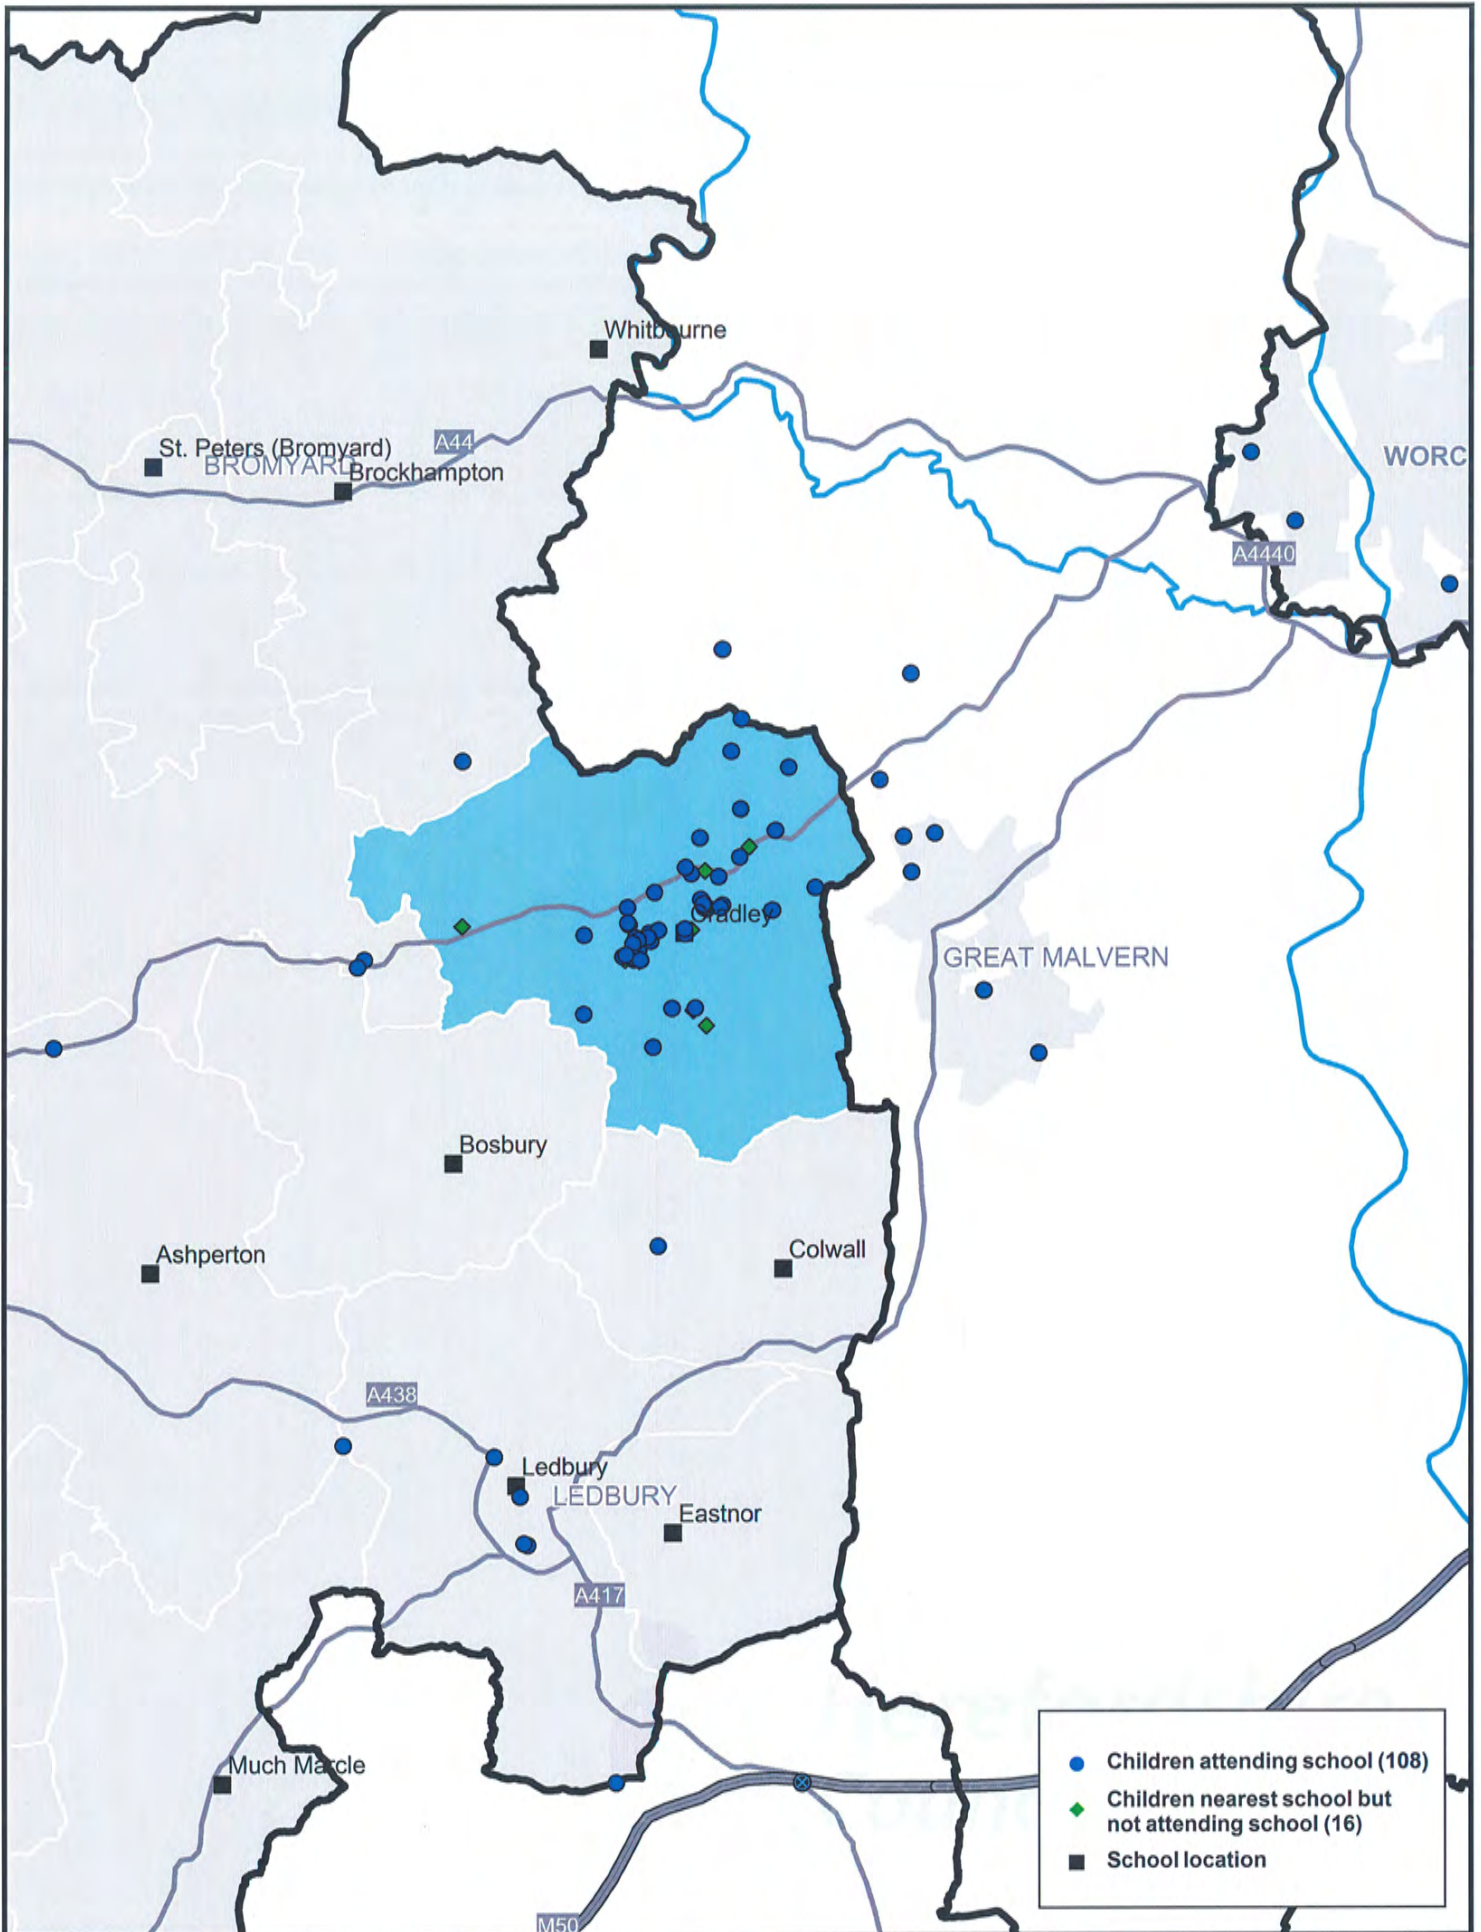 Whitbourne
A44
St. Peters (Bromyard)
BROMYARD
Brockhampton
WORC
A4440
Cradley
GREAT MALVERN
Bosbury
Ashperton
Colwall
A438
Ledbury
LEDBURY
Eastnor
A417
Much Marcle
Children attending school (108)
Children nearest school but
not attending school (16)
School location
M50